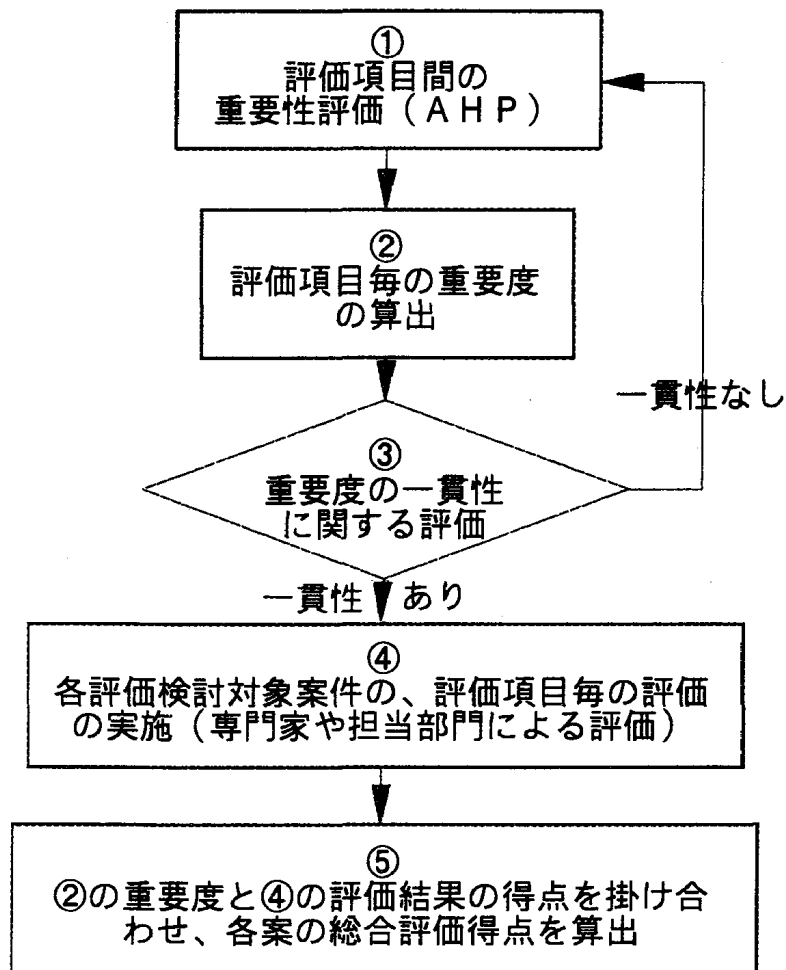 ①
評価項目間の
重要性評価（ＡＨＰ）
②
評価項目毎の重要度
の算出
一貫性なし
③
重要度の一貫性
に関する評価
一貫性 あり
④
各評価検討対象案件の、評価項目毎の評価
の実施（専門家や担当部門による評価）
⑤
②の重要度と④の評価結果の得点を掛け合
わせ、各案の総合評価得点を算出